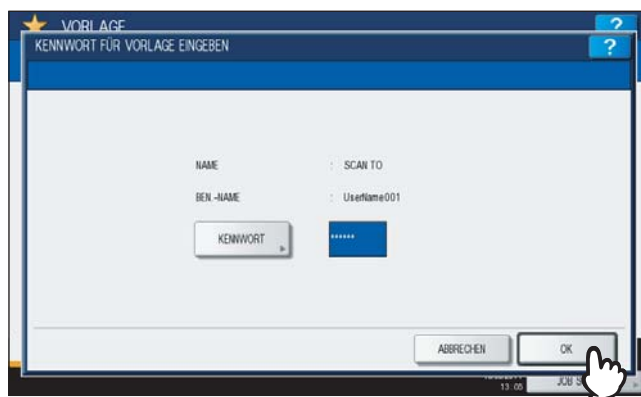 VORLAGE
?
KENNWORT FÜR VORLAGE EINGEBEN
?
NAME : SCAN TO
BEN.-NAME : UserName001
KENNWORT
••••••
ABBRECHEN
OK
13:05
JOB